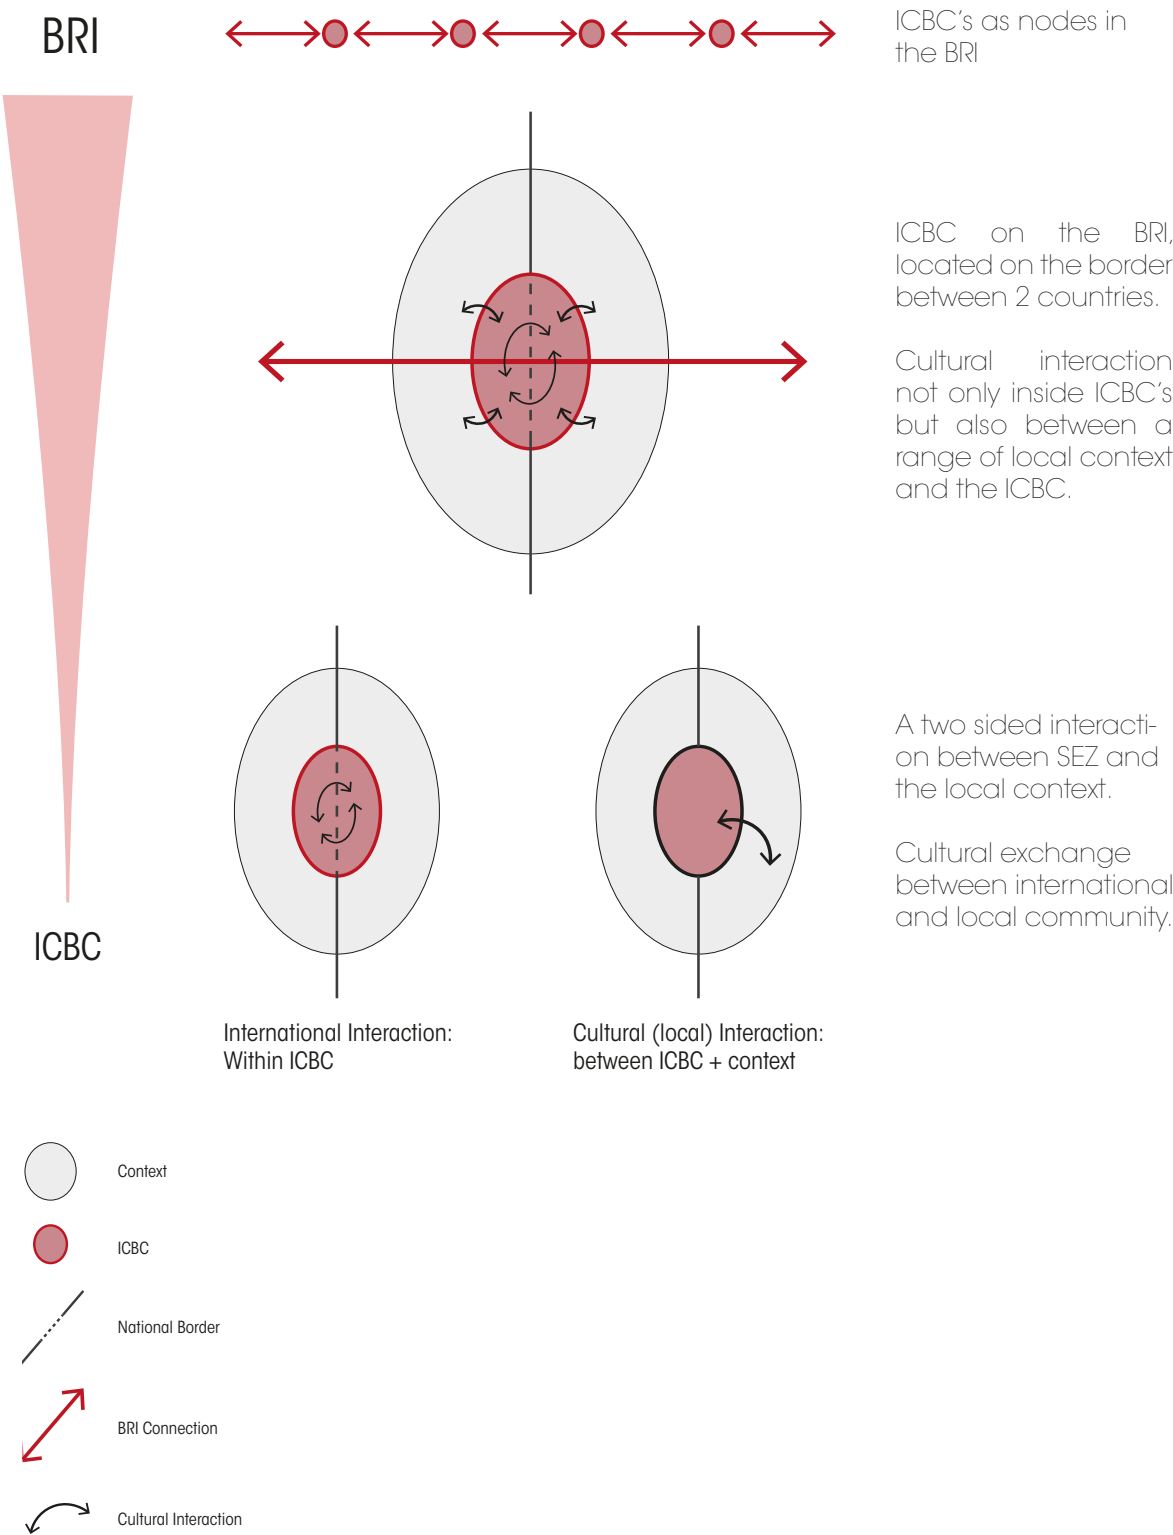 BRI
ICBC's as nodes in
the BRI
ICBC on the BRI,
located on the border
between 2 countries.
Cultural interaction
not only inside ICBC's
but also between a
range of local context
and the ICBC.
A two sided interacti-
on between SEZ and
the local context.
Cultural exchange
between international
and local community.
ICBC
International Interaction:
Within ICBC
Cultural (local) Interaction:
between ICBC + context
Context
ICBC
National Border
BRI Connection
Cultural Interaction